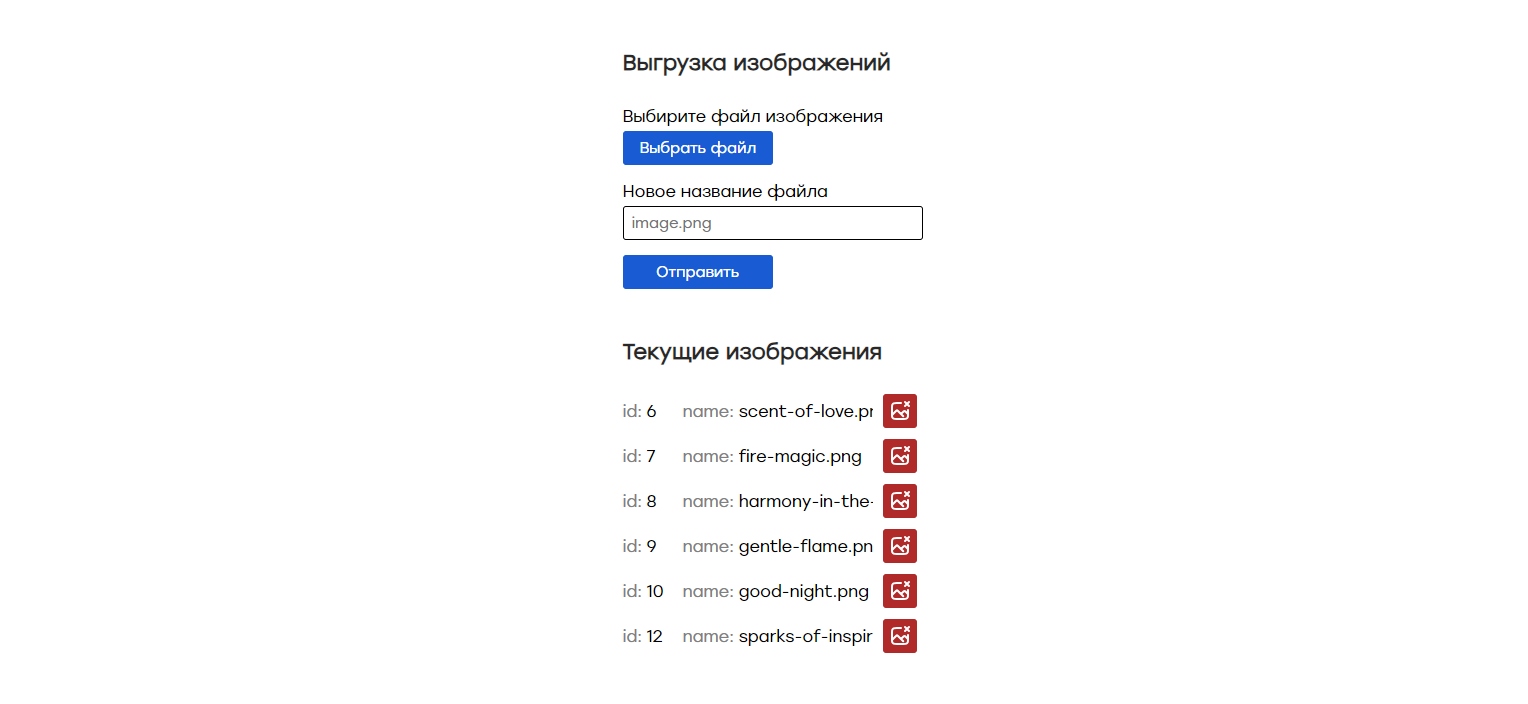 Выгрузка изображений
Выбирите файл изображения
Выбрать файл
Новое название файла
image.png
Отправить
Текущие изображения
id: 6 name: scent-of-love.pr
id: 7 name: fire-magic.png
id: 8 name: harmony-in-the-
id: 9 name: gentle-flame.pn
id: 10 name: good-night.png
id: 12 name: sparks-of-inspir